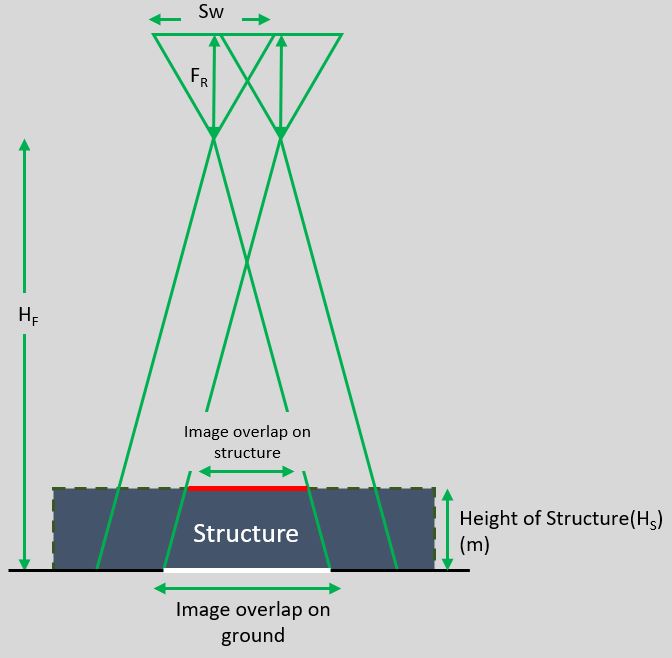 Sw
F_R
H_F
Image overlap on
structure
Structure
Height of Structure(H_S)
(m)
Image overlap on
ground